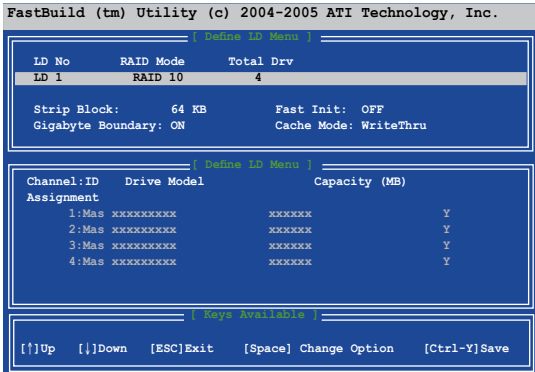 FastBuild (tm) Utility (c) 2004-2005 ATI Technology, Inc.
[ Define LD Menu ]
LD No RAID Mode Total Drv
LD 1 RAID 10 4
Strip Block: 64 KB Fast Init: OFF
Gigabyte Boundary: ON Cache Mode: WriteThru
[ Define LD Menu ]
Channel:ID Drive Model Capacity (MB)
Assignment
1:Mas xxxxxxxxx xxxxxx Y
2:Mas xxxxxxxxx xxxxxx Y
3:Mas xxxxxxxxx xxxxxx Y
4:Mas xxxxxxxxx xxxxxx Y
[ Keys Available ]
[↑]Up [↓]Down [ESC]Exit [Space] Change Option [Ctrl-Y]Save